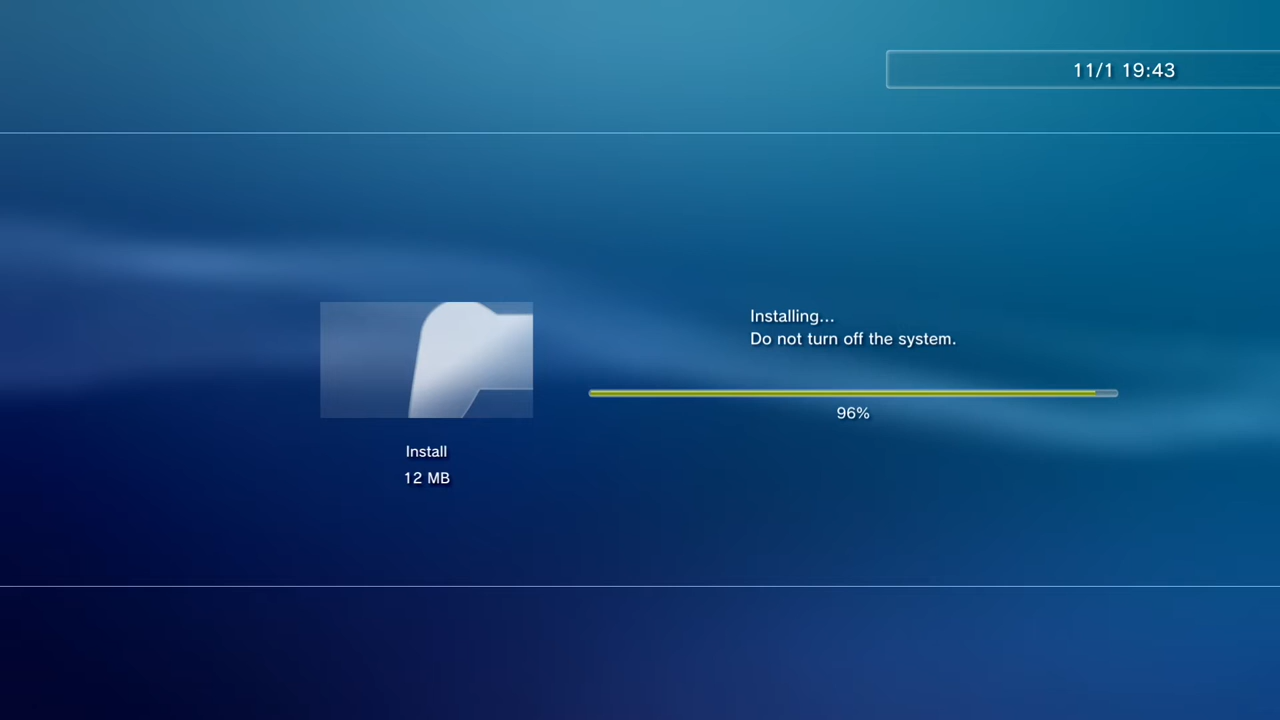 11/1 19:43
Installing...
Do not turn off the system.
96%
Install
12 MB